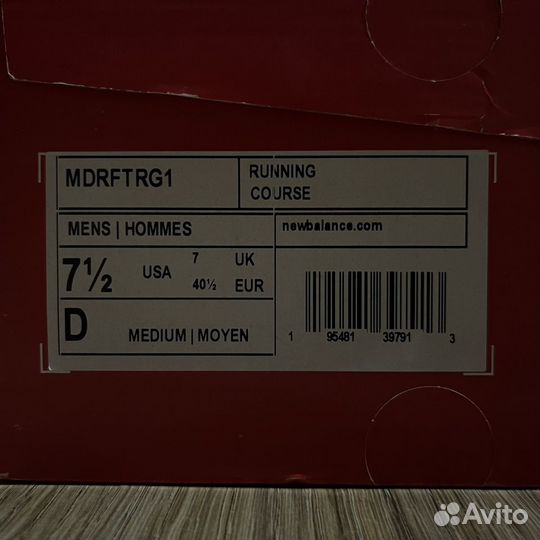 MDRFTRG1
RUNNING
COURSE
MENS | HOMMES
newbalance.com
7½ USA 7 UK
40½ EUR
D MEDIUM | MOYEN
1 95481 39791 3
Avito